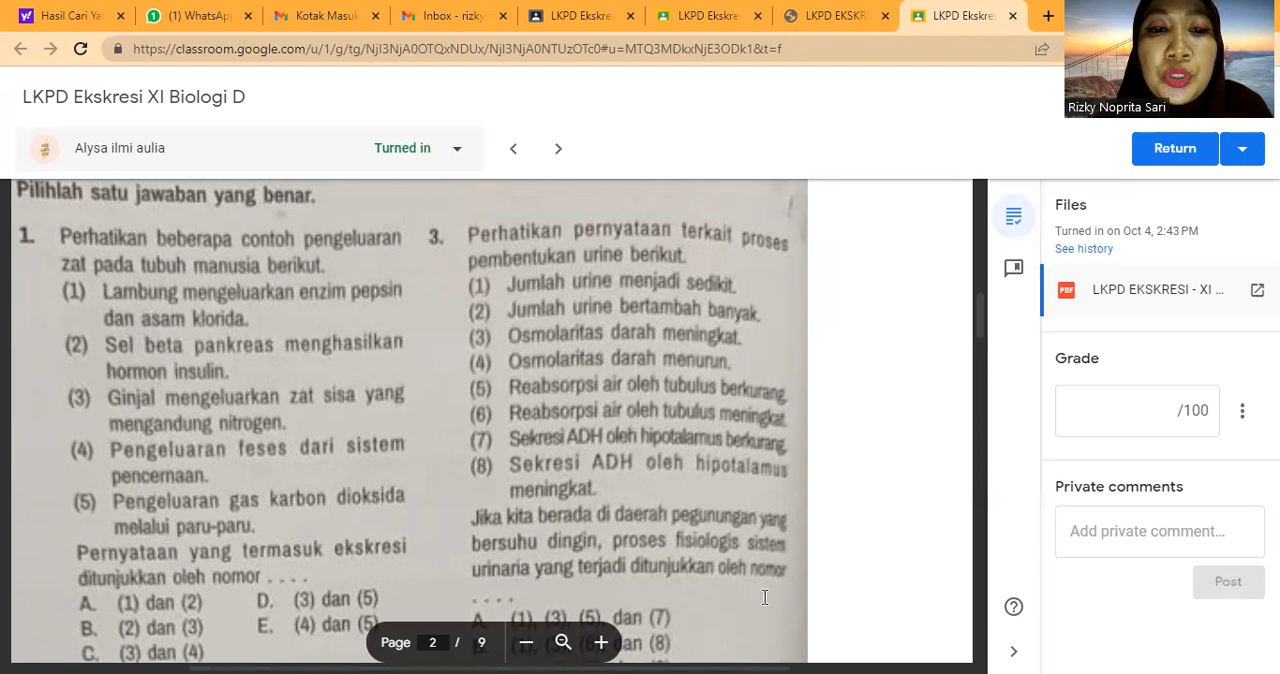 Hasil Cari Ya
(1) WhatsAp
Kotak Masu
Inbox - rizky
LKPD Ekskre
LKPD Ekskre
LKPD EKSKRE
LKPD Ekskre
https://classroom.google.com/u/1/g/tg/NjI3NjA0OTQxNDUx/NjI3NjA0NTUzOTc0#u=MTQ3MDkxNjE3ODk1&t=f
Rizky Noprita Sari
LKPD Ekskresi XI Biologi D
Alysa ilmi aulia
Turned in
Return
Pilihlah satu jawaban yang benar.
1. Perhatikan beberapa contoh pengeluaran
zat pada tubuh manusia berikut.
(1) Lambung mengeluarkan enzim pepsin
dan asam klorida.
(2) Sel beta pankreas menghasilkan
hormon insulin.
(3) Ginjal mengeluarkan zat sisa yang
mengandung nitrogen.
(4) Pengeluaran feses dari sistem
pencernaan.
(5) Pengeluaran gas karbon dioksida
melalui paru-paru.
Pernyataan yang termasuk ekskresi
ditunjukkan oleh nomor . . . .
A. (1) dan (2)
B. (2) dan (3)
C. (3) dan (4)
D. (3) dan (5)
E. (4) dan (5)
3. Perhatikan pernyataan terkait proses
pembentukan urine berikut.
(1) Jumlah urine menjadi sedikit.
(2) Jumlah urine bertambah banyak.
(3) Osmolaritas darah meningkat.
(4) Osmolaritas darah menurun.
(5) Reabsorpsi air oleh tubulus berkurang.
(6) Reabsorpsi air oleh tubulus meningkat.
(7) Sekresi ADH oleh hipotalamus berkurang.
(8) Sekresi ADH oleh hipotalamus
meningkat.
Jika kita berada di daerah pegunungan yang
bersuhu dingin, proses fisiologis sistem
urinaria yang terjadi ditunjukkan oleh nomor
. . . .
A. (1), (3), (5), dan (7)
dan (8)
Page 2 / 9
Files
Turned in on Oct 4, 2:43 PM
See history
PDF LKPD EKSKRESI - XI ...
Grade
/100
Private comments
Add private comment...
Post